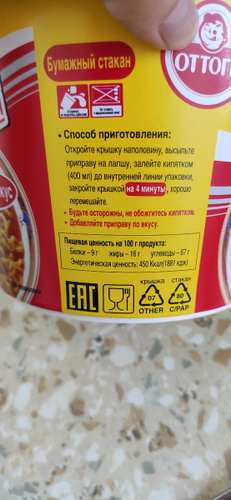 Бумажный стакан
ОТТОГИ
• Способ приготовления:
Откройте крышку наполовину, высыпьте
приправу на лапшу, залейте кипятком
(400 мл) до внутренней линии упаковки,
закройте крышкой на 4 минуты, хорошо
перемешайте.
• Будьте осторожны, не обожгитесь кипятком.
• Добавляйте приправу по вкусу.
Пищевая ценность на 100 г продукта:
Белки – 9 г жиры – 16 г углеводы – 67 г
Энергетическая ценность: 450 Ккал(1881 кдж)
EAC
крышка стакан
07 80
OTHER C/PAP